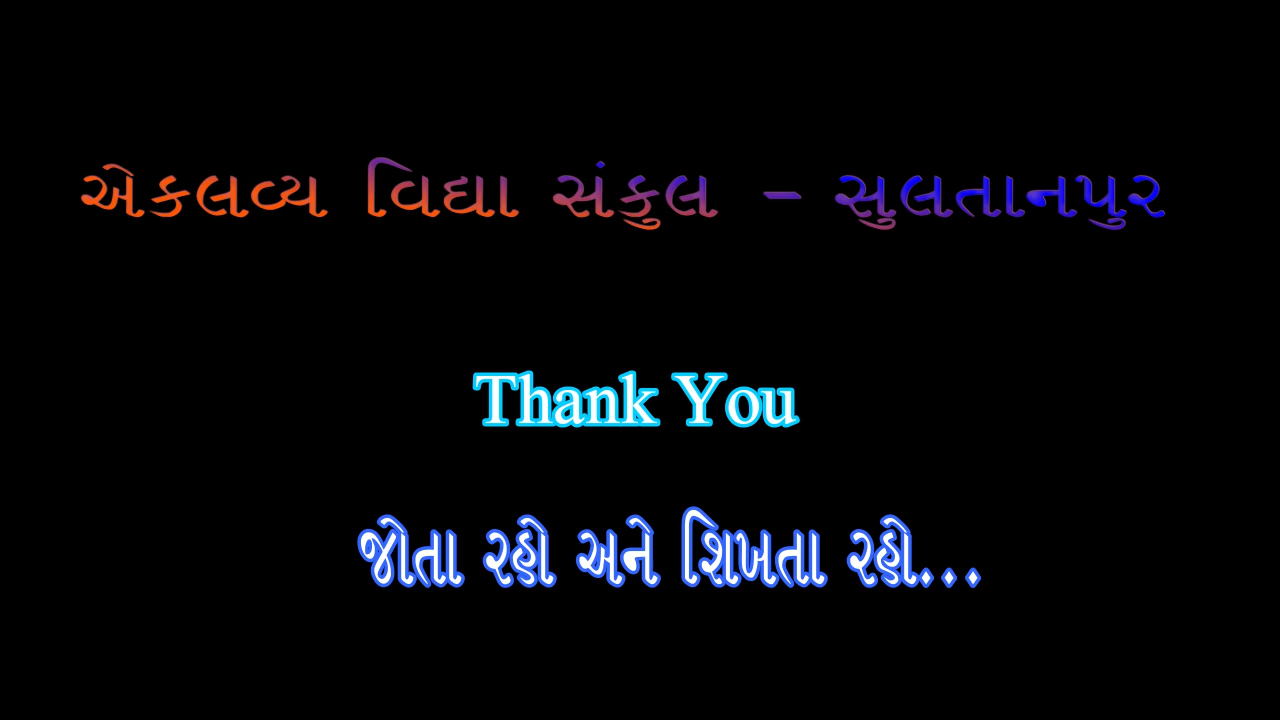 એકલવ્ય વિદ્યા સંકુલ - સુલતાનપુર
Thank You
જોતા રહો અને શિખતા રહો...